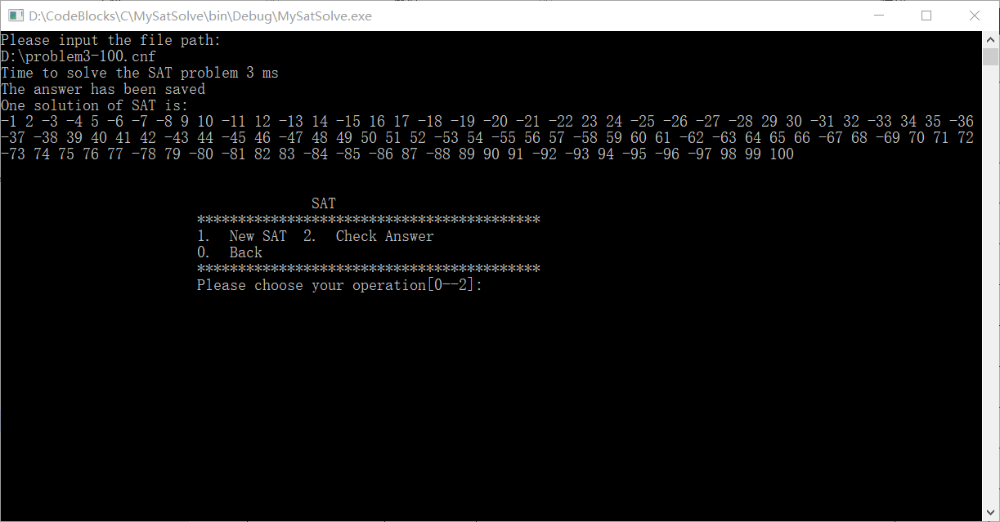 D:\CodeBlocks\C\MySatSolve\bin\Debug\MySatSolve.exe
Please input the file path:
D:\problem3-100.cnf
Time to solve the SAT problem 3 ms
The answer has been saved
One solution of SAT is:
-1 2 -3 -4 5 -6 -7 -8 9 10 -11 12 -13 14 -15 16 17 -18 -19 -20 -21 -22 23 24 -25 -26 -27 -28 29 30 -31 32 -33 34 35 -36
-37 -38 39 40 41 42 -43 44 -45 46 -47 48 49 50 51 52 -53 54 -55 56 57 -58 59 60 61 -62 -63 64 65 66 -67 68 -69 70 71 72
-73 74 75 76 77 -78 79 -80 -81 82 83 -84 -85 -86 87 -88 89 90 91 -92 -93 94 -95 -96 -97 98 99 100
SAT
******************************************
1. New SAT 2. Check Answer
0. Back
******************************************
Please choose your operation[0--2]: